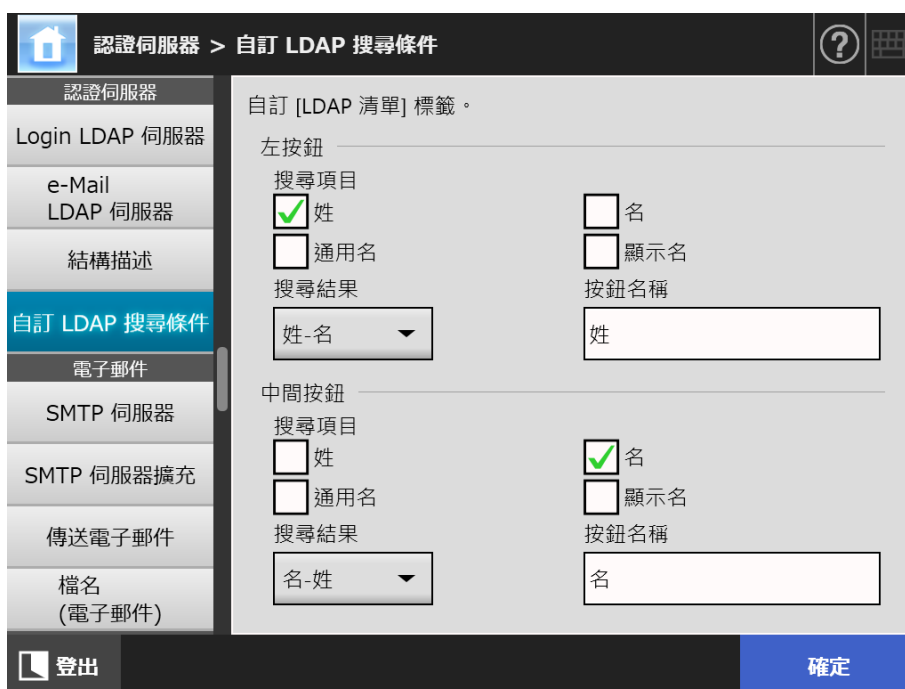 認證伺服器 > 自訂 LDAP 搜尋條件
認證伺服器
Login LDAP 伺服器
e-Mail
LDAP 伺服器
結構描述
自訂 LDAP 搜尋條件
電子郵件
SMTP 伺服器
SMTP 伺服器擴充
傳送電子郵件
檔名
(電子郵件)
自訂 [LDAP 清單] 標籤。
左按鈕
搜尋項目
姓 名
通用名 顯示名
搜尋結果 按鈕名稱
姓-名 姓
中間按鈕
搜尋項目
姓 名
通用名 顯示名
搜尋結果 按鈕名稱
名-姓 名
登出 確定